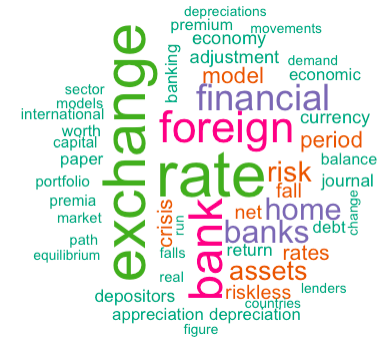 depreciations
premium
movements
economy
exchange
banking
adjustment
demand
model
economic
sector
models
financial
international
currency
worth
foreign
capital
period
paper
balance
rate
risk
portfolio
fall
journal
premia
bank
crisis
net
home
change
market
run
banks
debt
path
falls
return
rates
equilibrium
real
assets
depositors
riskless
lenders
countries
appreciation
depreciation
figure